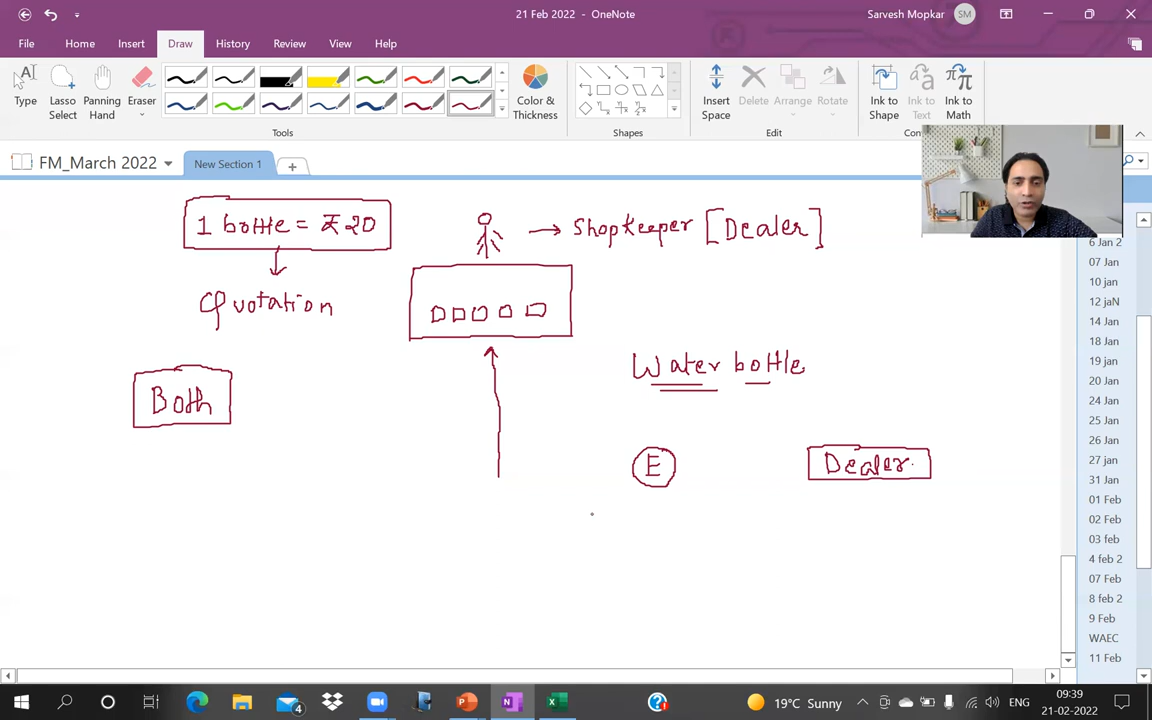 21 Feb 2022 - OneNote
Sarvesh Mopkar
SM
File
Home
Insert
Draw
History
Review
View
Help
Type
Lasso Select
Panning Hand
Eraser
Color & Thickness
Insert Space
Delete
Arrange
Rotate
Ink to Shape
Ink to Text
Ink to Math
Tools
Shapes
Edit
FM_March 2022
New Section 1
1 bottle = ₹20
Shopkeeper [Dealer]
Quotation
Water bottle
Both
E
Dealer
6 Jan 2
07 Jan
10 jan
12 jaN
14 Jan
18 Jan
19 jan
20 Jan
24 Jan
25 Jan
26 Jan
27 jan
31 Jan
01 Feb
02 Feb
03 feb
4 feb 2
07 Feb
8 feb 2
9 Feb
WAEC
11 Feb
4
19°C Sunny
ENG
09:39
21-02-2022